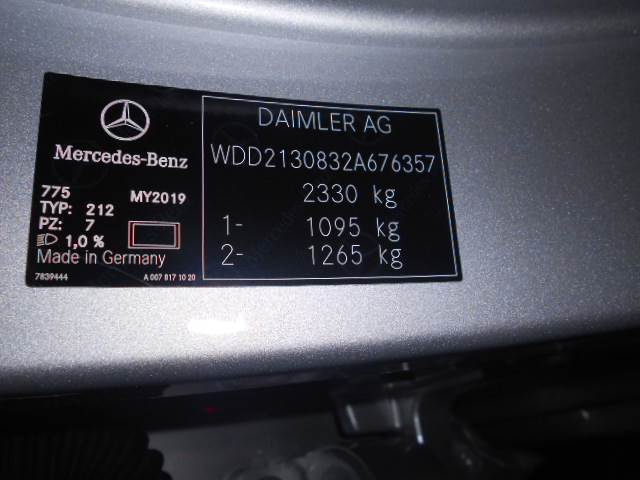 Mercedes-Benz
775 MY2019
TYP: 212
PZ: 7
1,0 %
Made in Germany
7839444 A 007 817 10 20
DAIMLER AG
WDD2130832A676357
2330 kg
1- 1095 kg
2- 1265 kg